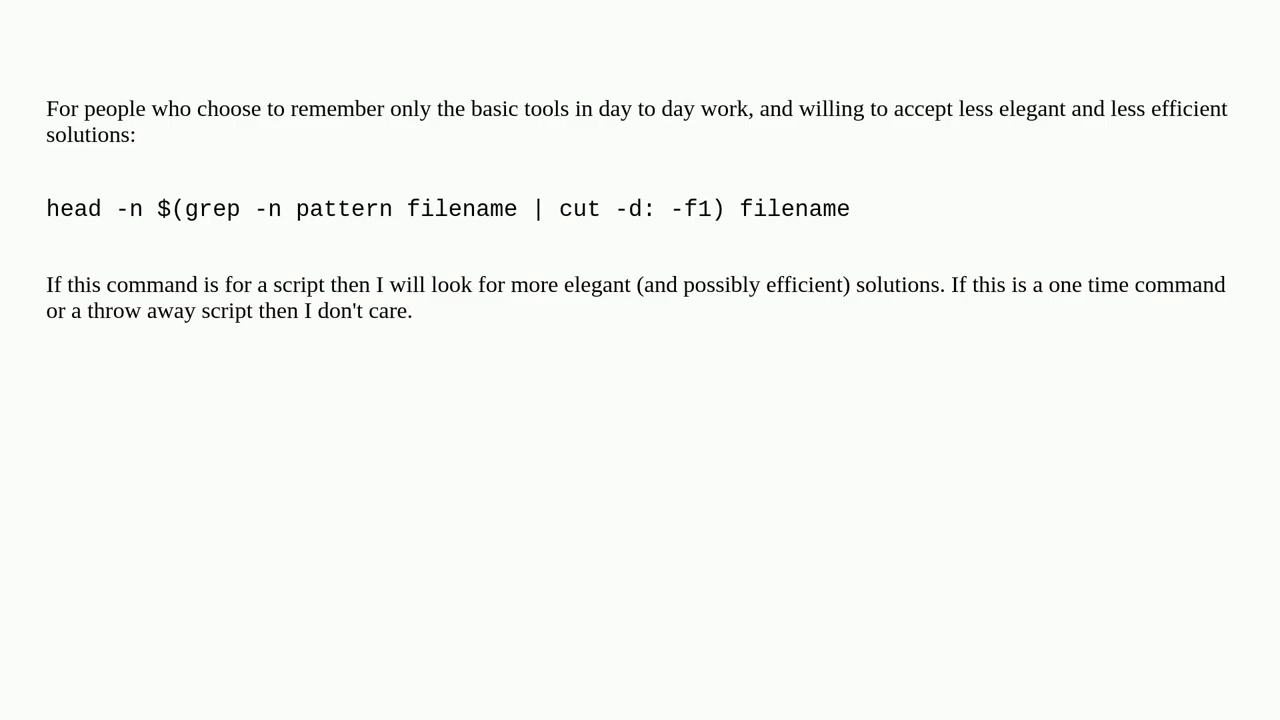 For people who choose to remember only the basic tools in day to day work, and willing to accept less elegant and less efficient
solutions:
head -n $(grep -n pattern filename | cut -d: -f1) filename
If this command is for a script then I will look for more elegant (and possibly efficient) solutions. If this is a one time command
or a throw away script then I don't care.